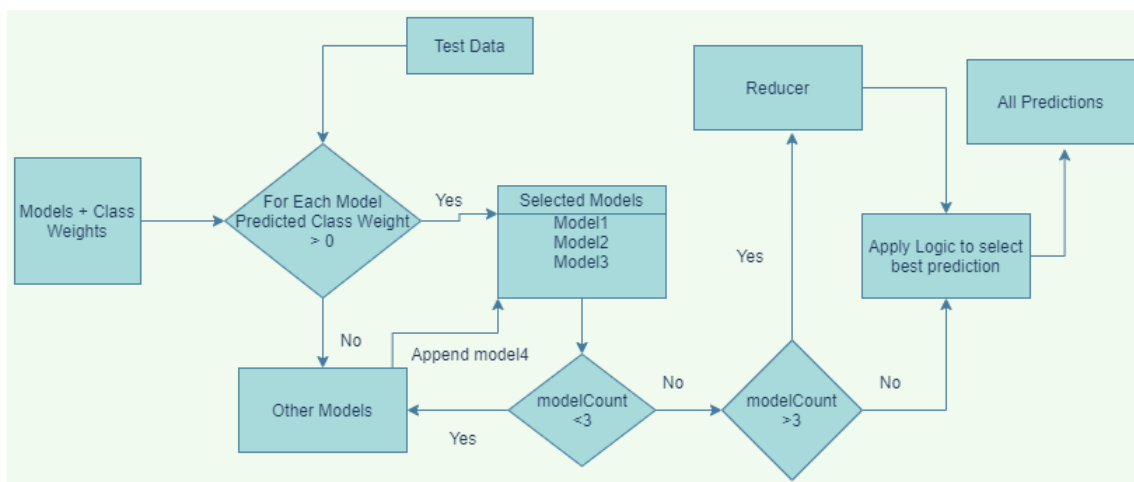 Test Data
Reducer
All Predictions
Models + Class
Weights
For Each Model
Predicted Class Weight
> 0
Yes
Selected Models
Model1
Model2
Model3
Yes
Apply Logic to select
best prediction
No
Append model4
Other Models
Yes
modelCount
<3
No
modelCount
>3
No